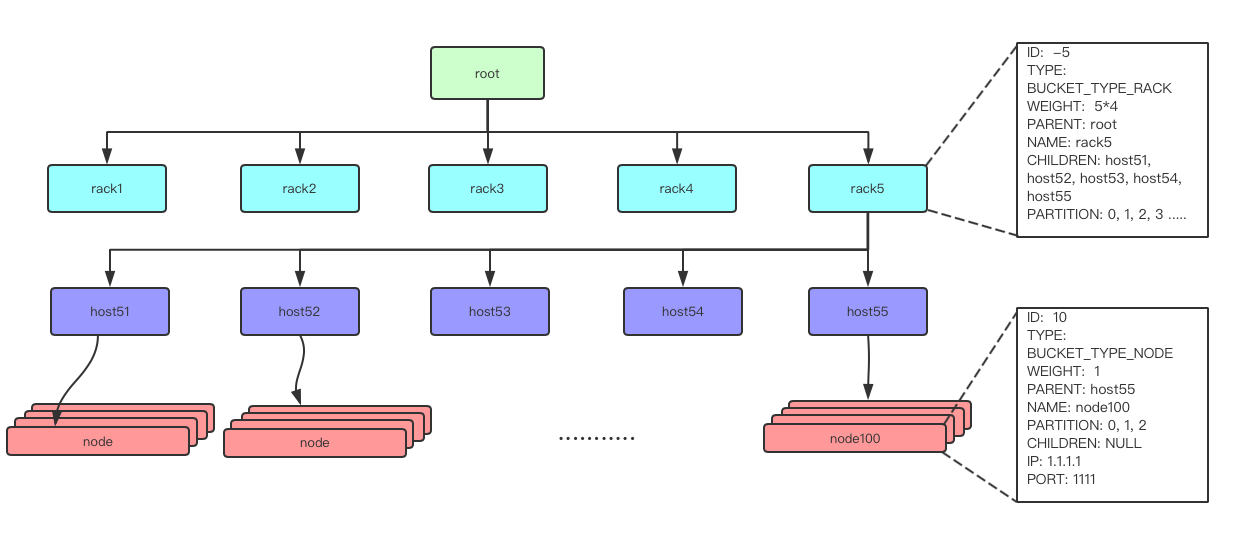 root
rack1
rack2
rack3
rack4
rack5
ID:  -5
TYPE:
BUCKET_TYPE_RACK
WEIGHT:  5*4
PARENT: root
NAME: rack5
CHILDREN: host51,
host52, host53, host54,
host55
PARTITION: 0, 1, 2, 3 .....
host51
host52
host53
host54
host55
node
node
...........
node100
ID:  10
TYPE:
BUCKET_TYPE_NODE
WEIGHT:  1
PARENT: host55
NAME: node100
PARTITION: 0, 1, 2
CHILDREN: NULL
IP: 1.1.1.1
PORT: 1111